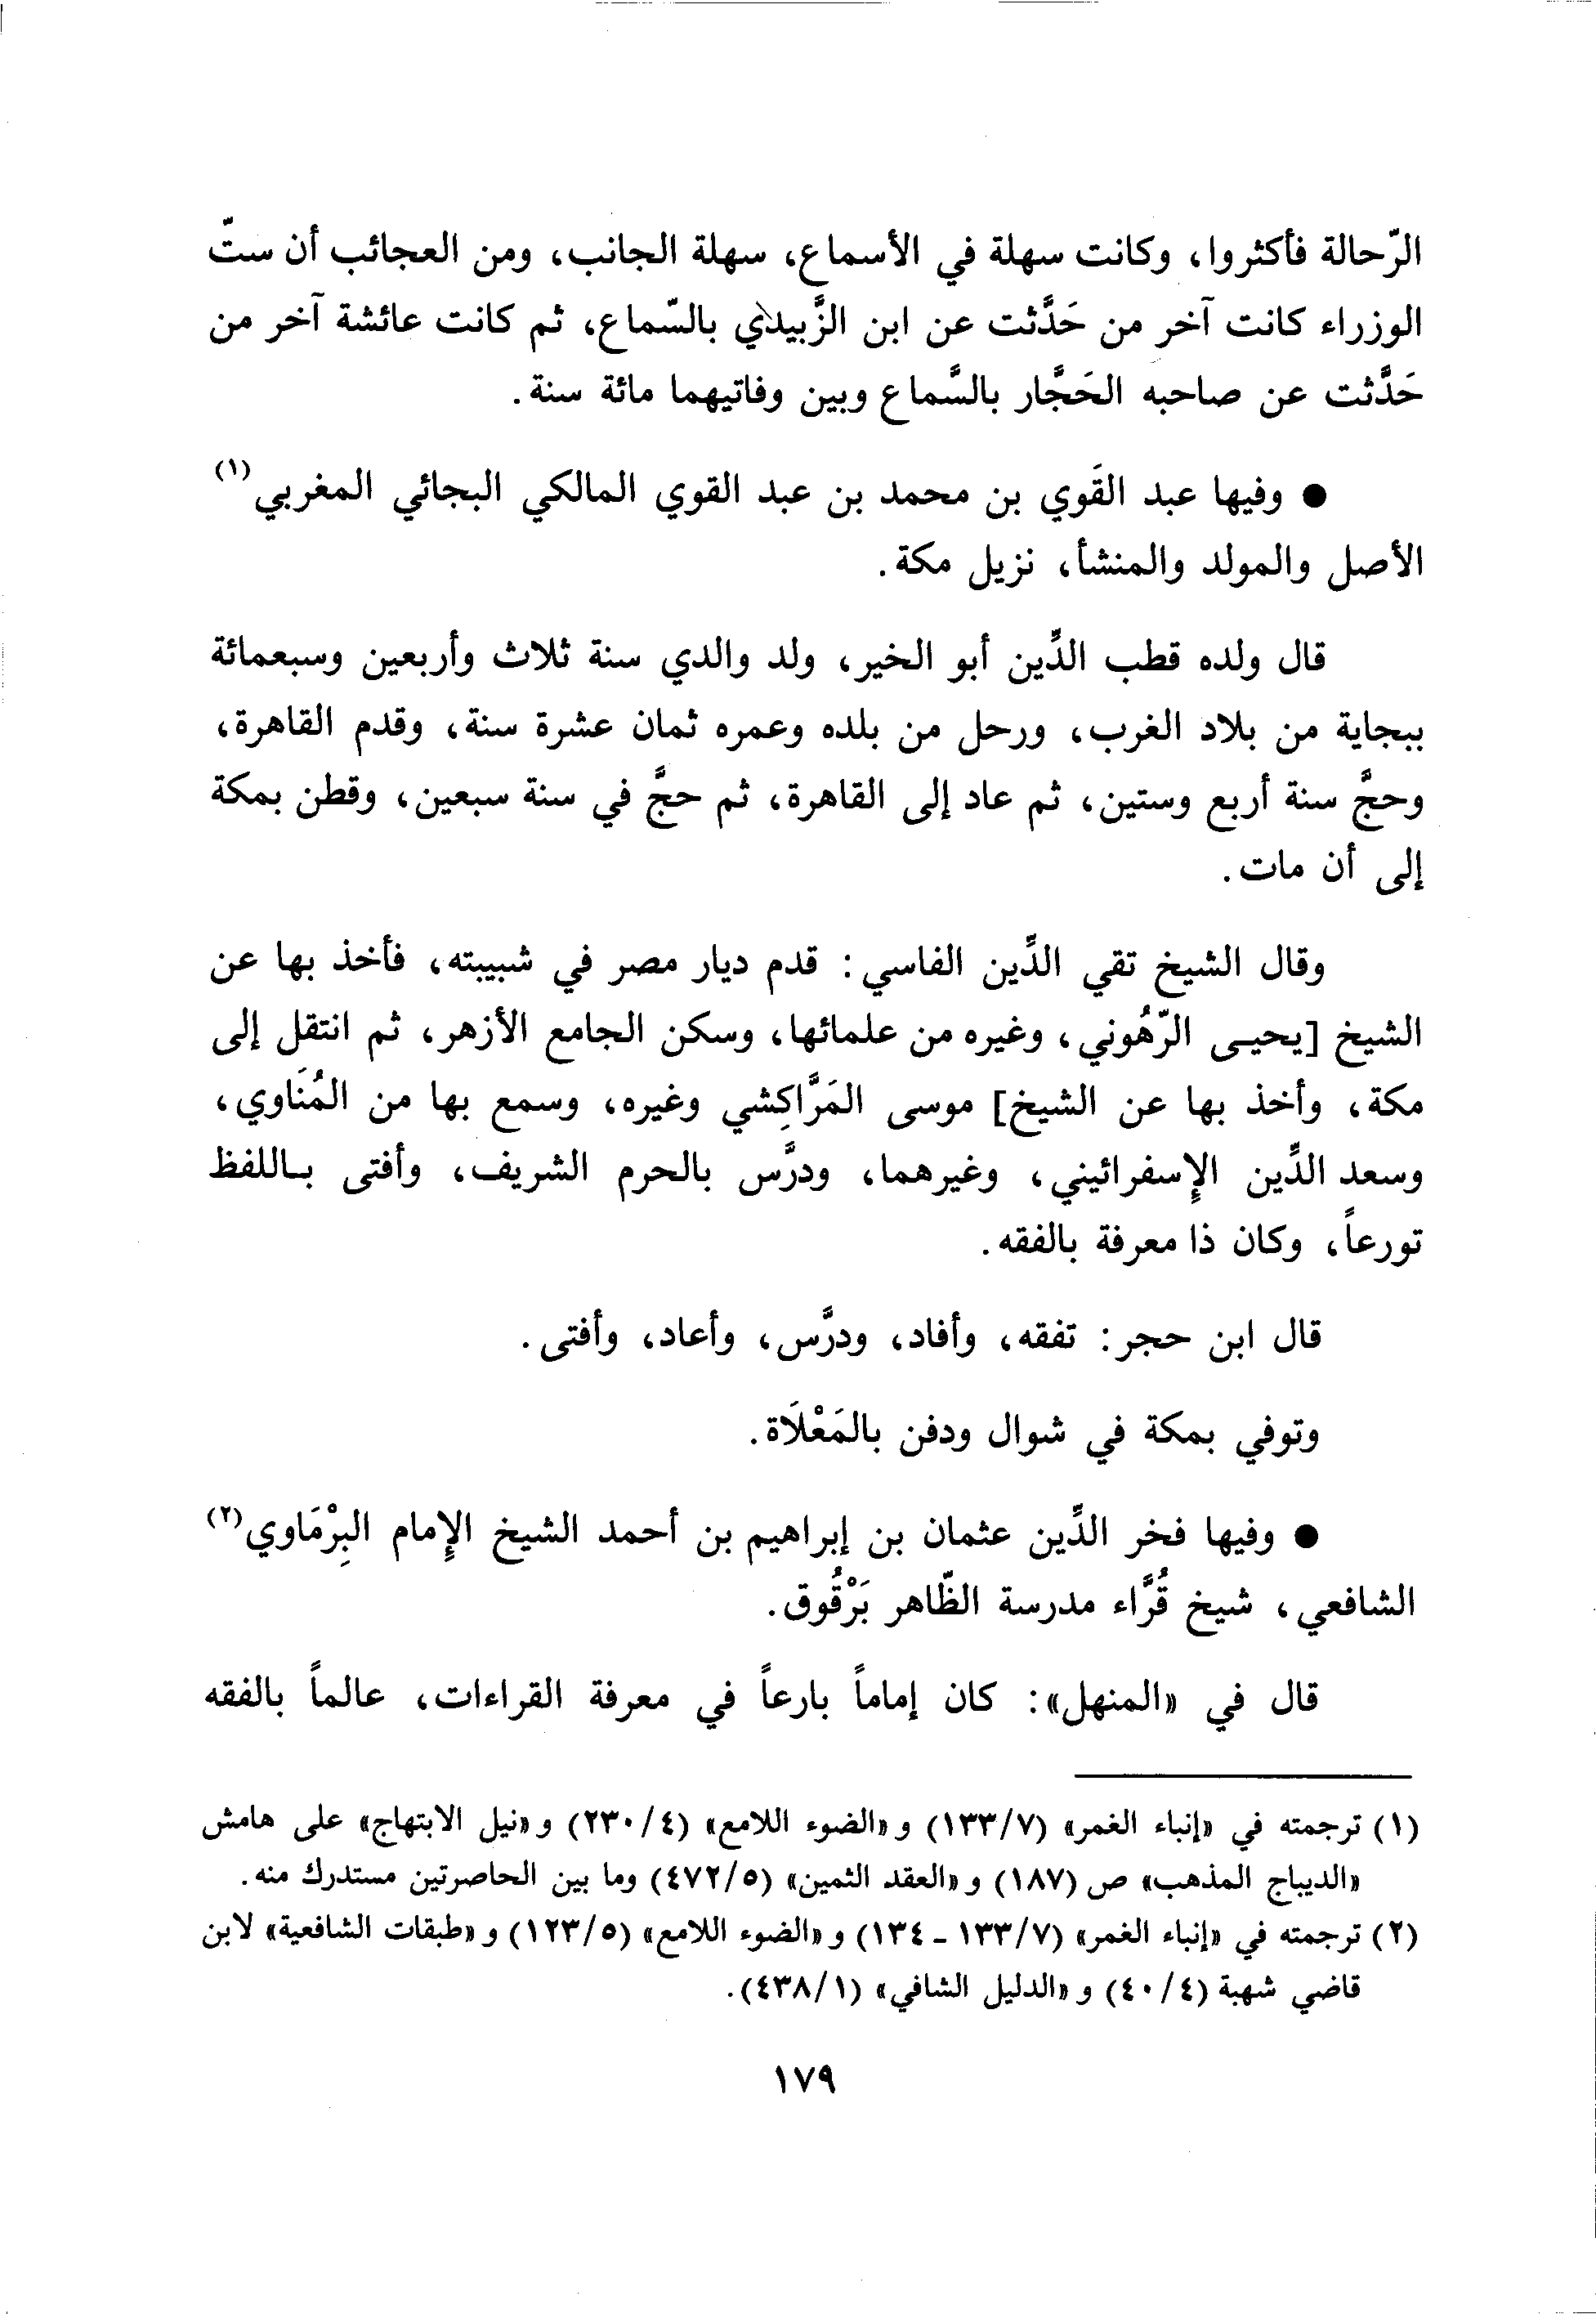 الرّحالة فأكثروا، وكانت سهلة في الأسماع، سهلة الجانب، ومن العجائب أن ستّ
الوزراء كانت آخر من حَدَّثت عن ابن الزَّبيدي بالسّماع، ثم كانت عائشة آخر من
حَدَّثت عن صاحبه الحَجَّار بالسَّماع وبين وفاتيهما مائة سنة.
● وفيها عبد القَوي بن محمد بن عبد القوي المالكي البجائي المغربي(١)
الأصل والمولد والمنشأ، نزيل مكة.
قال ولده قطب الدِّين أبو الخير، ولد والدي سنة ثلاث وأربعين وسبعمائة
ببجاية من بلاد الغرب، ورحل من بلده وعمره ثمان عشرة سنة، وقدم القاهرة،
وحجَّ سنة أربع وستين، ثم عاد إلى القاهرة، ثم حجَّ في سنة سبعين، وقطن بمكة
إلى أن مات.
وقال الشيخ تقي الدِّين الفاسي: قدم ديار مصر في شبيبته، فأخذ بها عن
الشيخ [يحيى الرّهُوني، وغيره من علمائها، وسكن الجامع الأزهر، ثم انتقل إلى
مكة، وأخذ بها عن الشيخ] موسى المَرَّاكِشي وغيره، وسمع بها من المُنَاوي،
وسعد الدِّين الإسفرائيني، وغيرهما، ودرَّس بالحرم الشريف، وأفتى باللفظ
تورعاً، وكان ذا معرفة بالفقه.
قال ابن حجر: تفقه، وأفاد، ودرَّس، وأعاد، وأفتى.
وتوفي بمكة في شوال ودفن بالمَعْلَاة.
● وفيها فخر الدِّين عثمان بن إبراهيم بن أحمد الشيخ الإمام البِرْمَاوي(٢)
الشافعي، شيخ قُرَّاء مدرسة الظّاهر بَرْقُوق.
قال في «المنهل»: كان إماماً بارعاً في معرفة القراءات، عالماً بالفقه
(١) ترجمته في «إنباء الغمر» (١٣٣/٧) و«الضوء اللامع» (٢٣٠/٤) و«نيل الابتهاج» على هامش
«الديباج المذهب» ص (١٨٧) و«العقد الثمين» (٤٧٢/٥) وما بين الحاصرتين مستدرك منه.
(٢) ترجمته في «إنباء الغمر» (١٣٣/٧ - ١٣٤) و«الضوء اللامع» (١٢٣/٥) و«طبقات الشافعية» لابن
قاضي شهبة (٤٠/٤) و«الدليل الشافي» (٤٣٨/١).
١٧٩